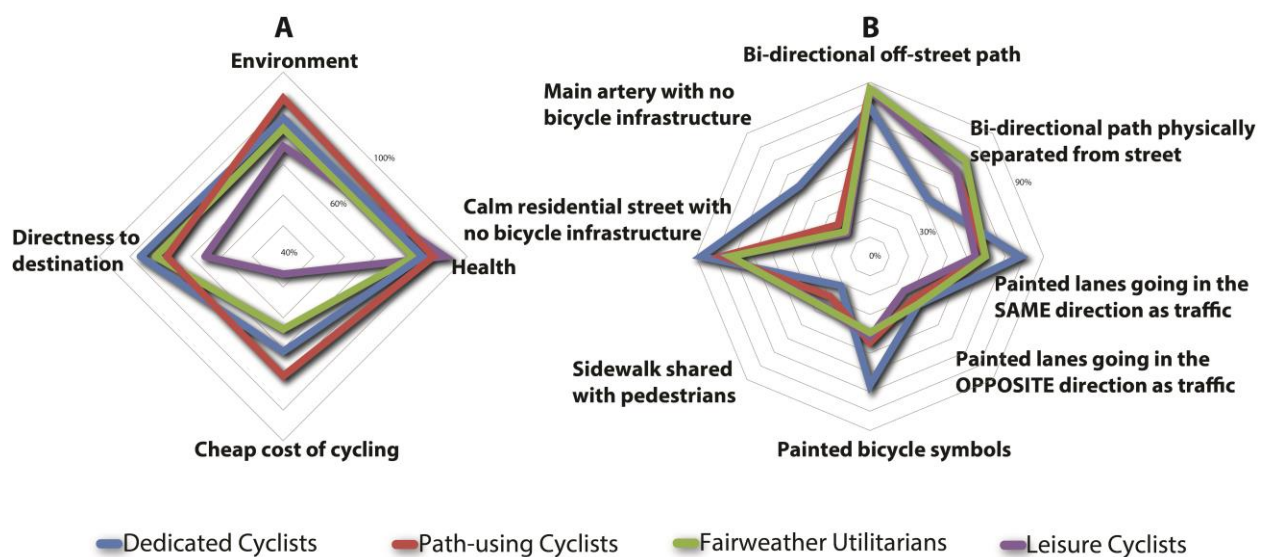 A
B
Environment
Bi-directional off-street path
Main artery with no
bicycle infrastructure
Bi-directional path physically
separated from street
100%
90%
60%
Calm residential street with
no bicycle infrastructure
30%
Directness to
destination
40%
Health
0%
Painted lanes going in the
SAME direction as traffic
Sidewalk shared
with pedestrians
Painted lanes going in the
OPPOSITE direction as traffic
Cheap cost of cycling
Painted bicycle symbols
Dedicated Cyclists
Path-using Cyclists
Fairweather Utilitarians
Leisure Cyclists